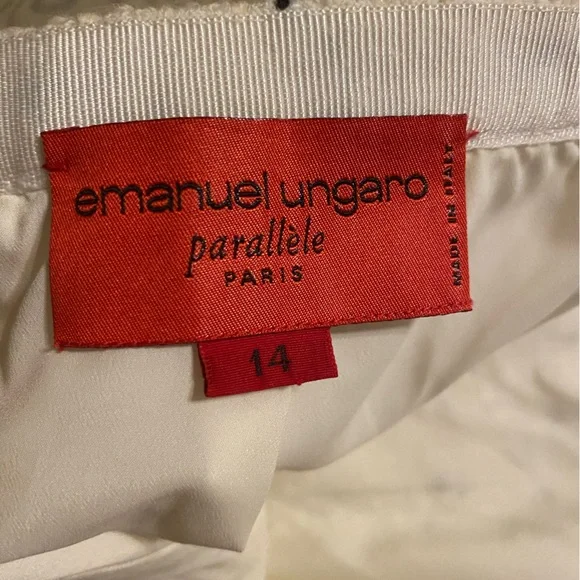 emanuel ungaro
parallèle
PARIS
MADE IN ITALY
14